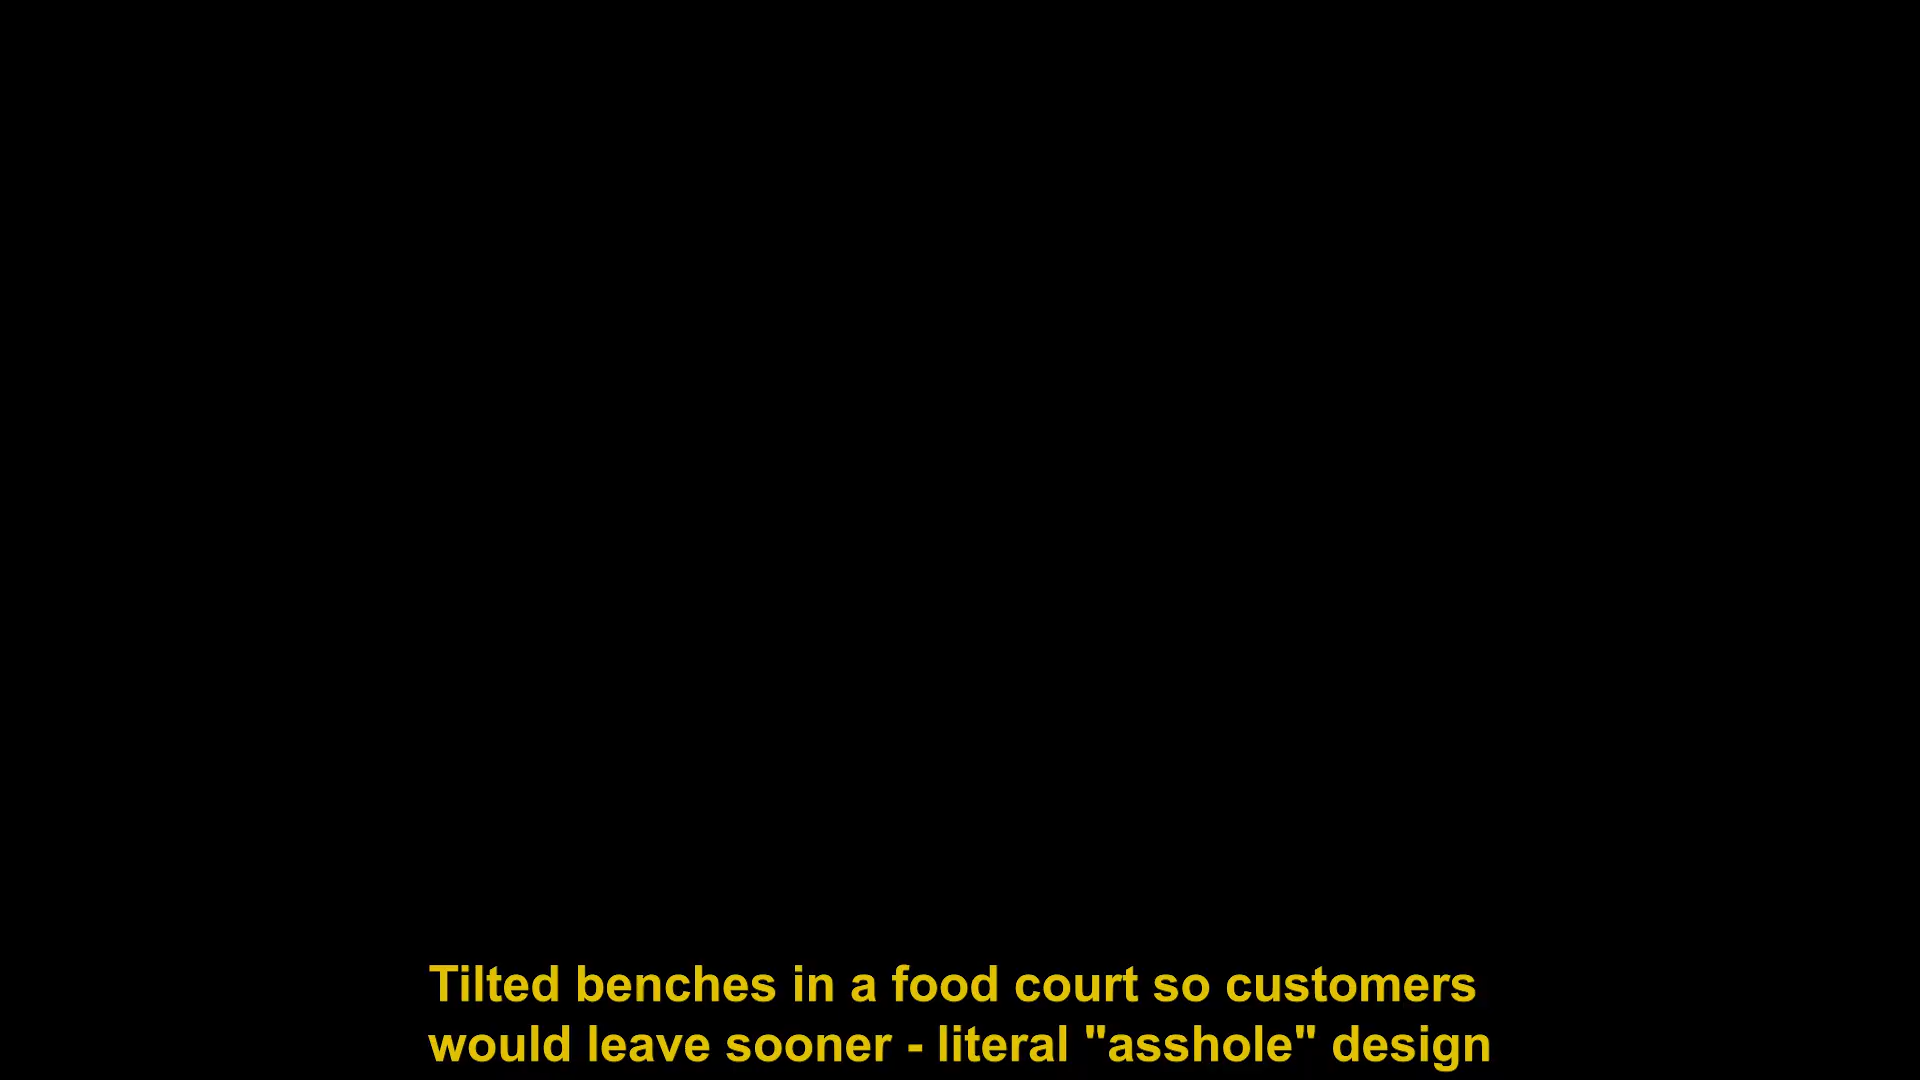 Tilted benches in a food court so customers
would leave sooner - literal "asshole" design